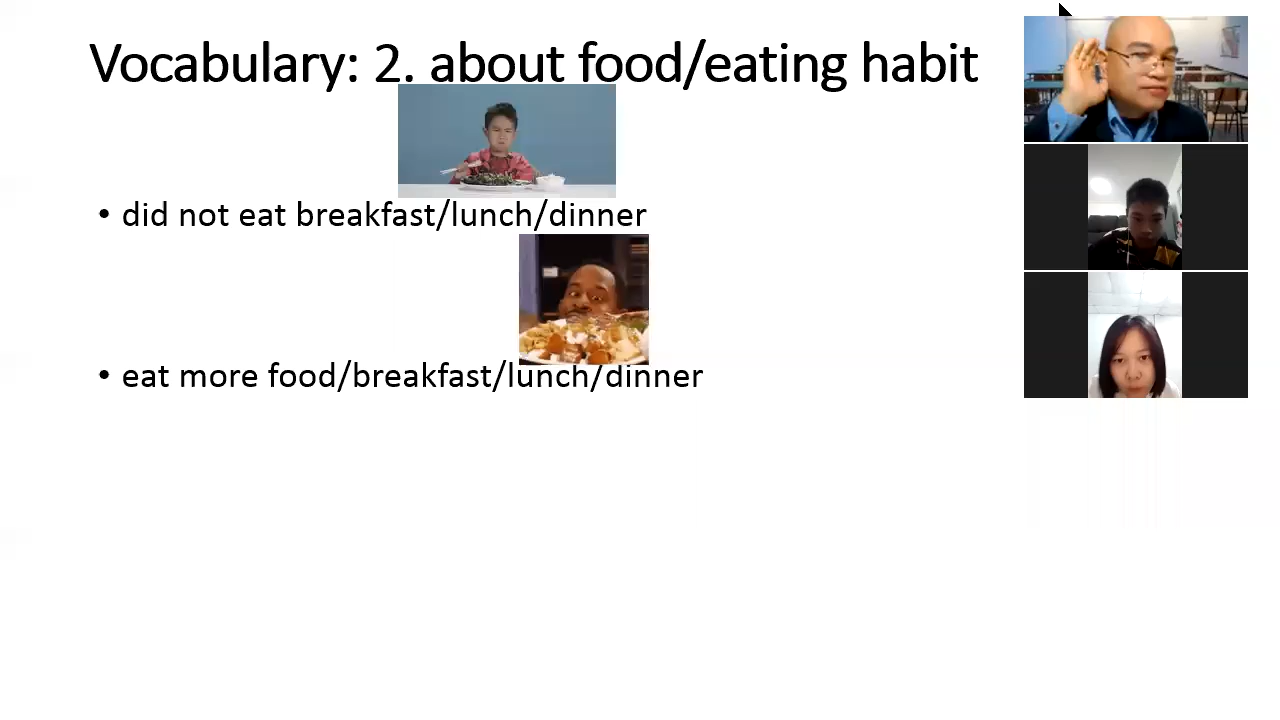 Vocabulary: 2. about food/eating habit
• did not eat breakfast/lunch/dinner
• eat more food/breakfast/lunch/dinner